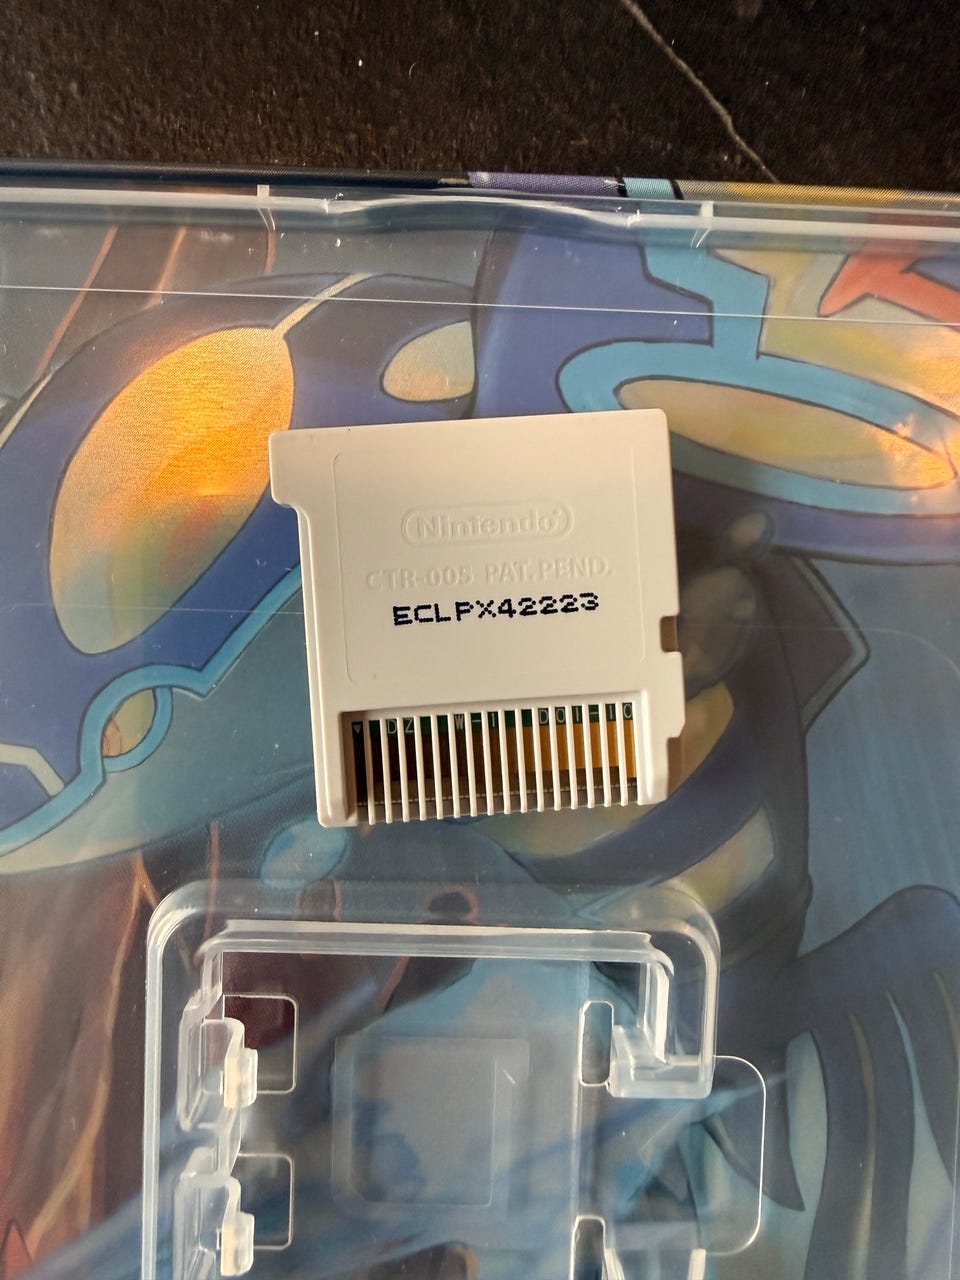 Nintendo
CTR-005 PAT. PEND.
ECLPX42223